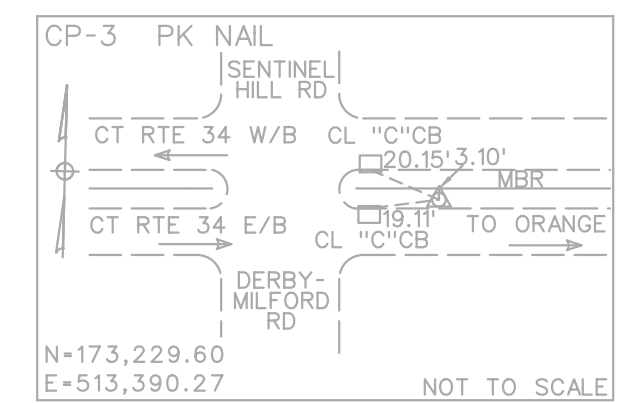 CP-3 PK NAIL
SENTINEL
HILL RD
CT RTE 34 W/B
CL "C"CB
20.15'
3.10'
MBR
CT RTE 34 E/B
19.11'
TO ORANGE
CL "C"CB
DERBY-
MILFORD
RD
N=173,229.60
E=513,390.27
NOT TO SCALE